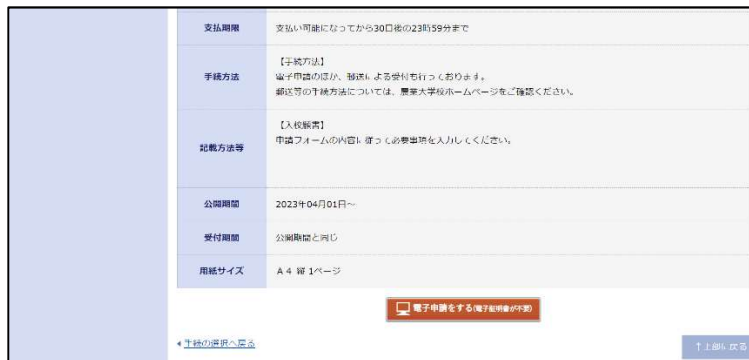 支払期限
支払い可能になってから30日後の23時59分まで
手続方法
【手続方法】
電子申請のほか、郵送による受付も行っております。
郵送等の手続方法については、農業大学校ホームページをご確認ください。
記載方法等
【入校願書】
申請フォームの内容に従って必要事項を入力してください。
公開期間
2023年04月01日～
受付期間
公開期間と同じ
用紙サイズ
A4 縦 1ページ
電子申請をする(電子証明書が不要)
手続の選択へ戻る
↑上部に戻る